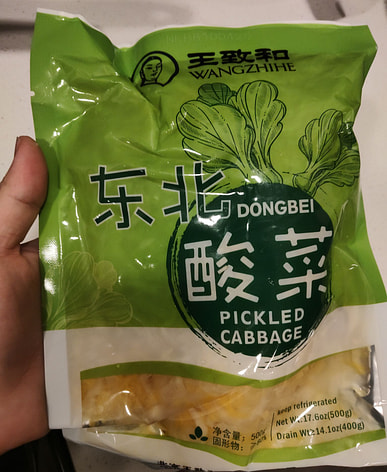 王致和
WANGZHIHE
东北
DONGBEI
酸菜
PICKLED
CABBAGE
keep refrigerated
净含量: 500g
Net Wt:17.6oz(500g)
固形物:
Drain Wt:14.1oz(400g)